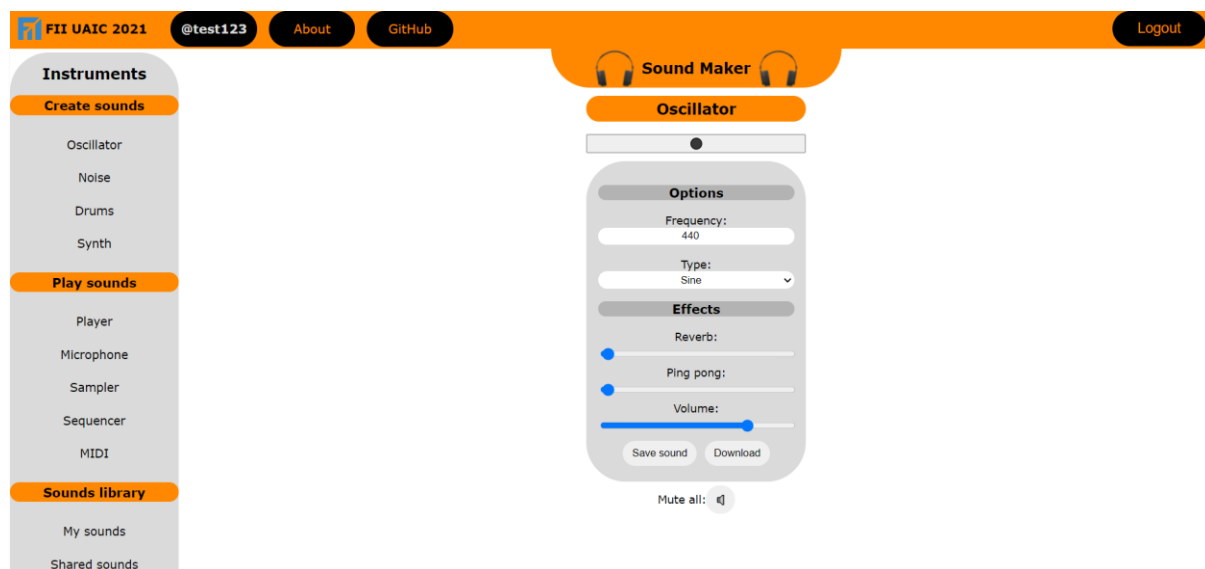 FII UAIC 2021 @test123 About GitHub Logout
Instruments
Create sounds
Oscillator
Noise
Drums
Synth
Play sounds
Player
Microphone
Sampler
Sequencer
MIDI
Sounds library
My sounds
Shared sounds
Sound Maker
Oscillator
Options
Frequency:
440
Type:
Sine
Effects
Reverb:
Ping pong:
Volume:
Save sound Download
Mute all: